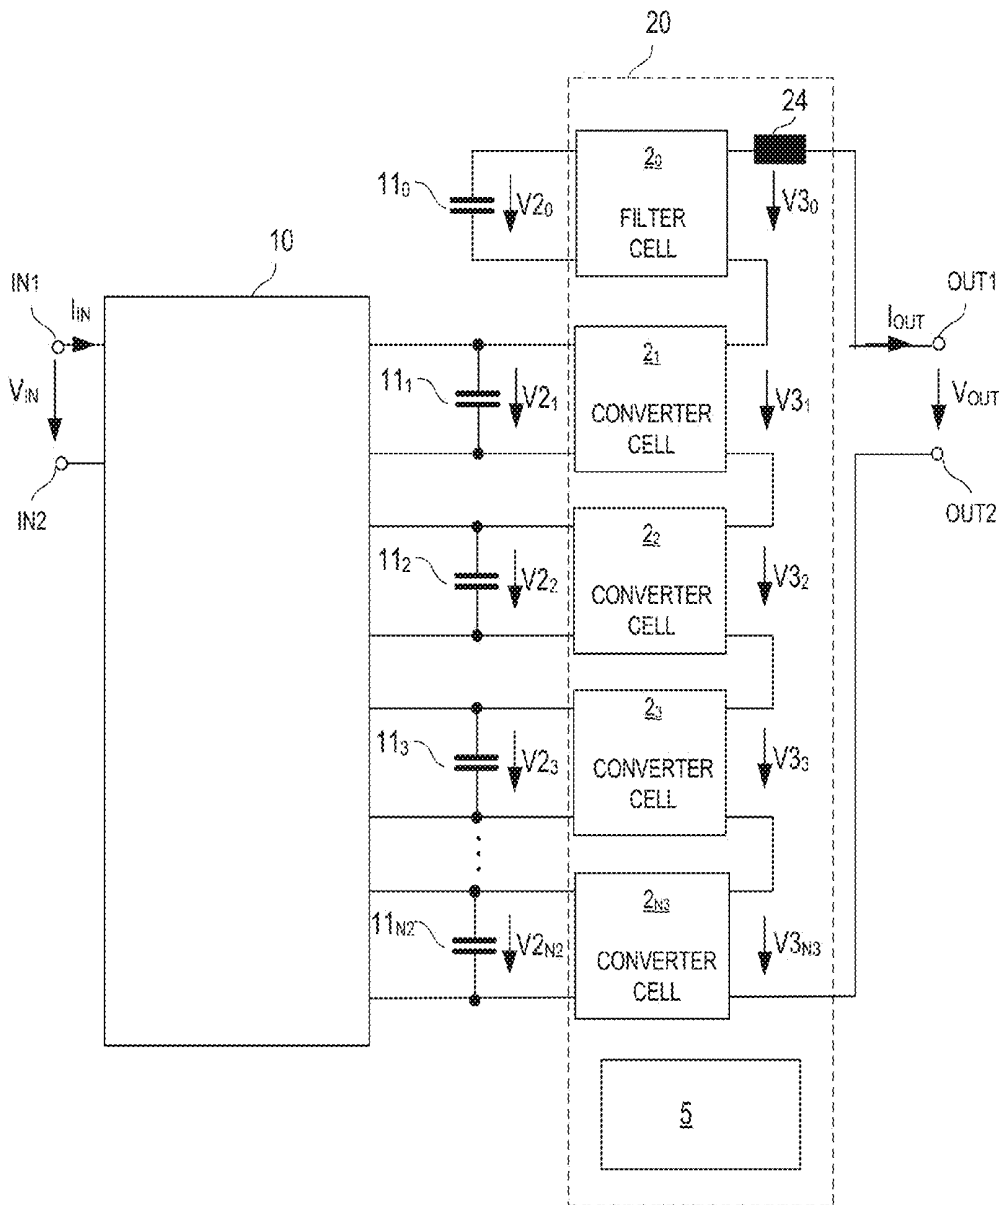 20
24
2₀
FILTER
CELL
11₀
V2₀
V3₀
10
IN1
I_IN
V_IN
IN2
11₁
V2₁
2₁
CONVERTER
CELL
V3₁
I_OUT
OUT1
V_OUT
OUT2
11₂
V2₂
2₂
CONVERTER
CELL
V3₂
11₃
V2₃
2₃
CONVERTER
CELL
V3₃
11_N2
V2_N2
2_N3
CONVERTER
CELL
V3_N3
5